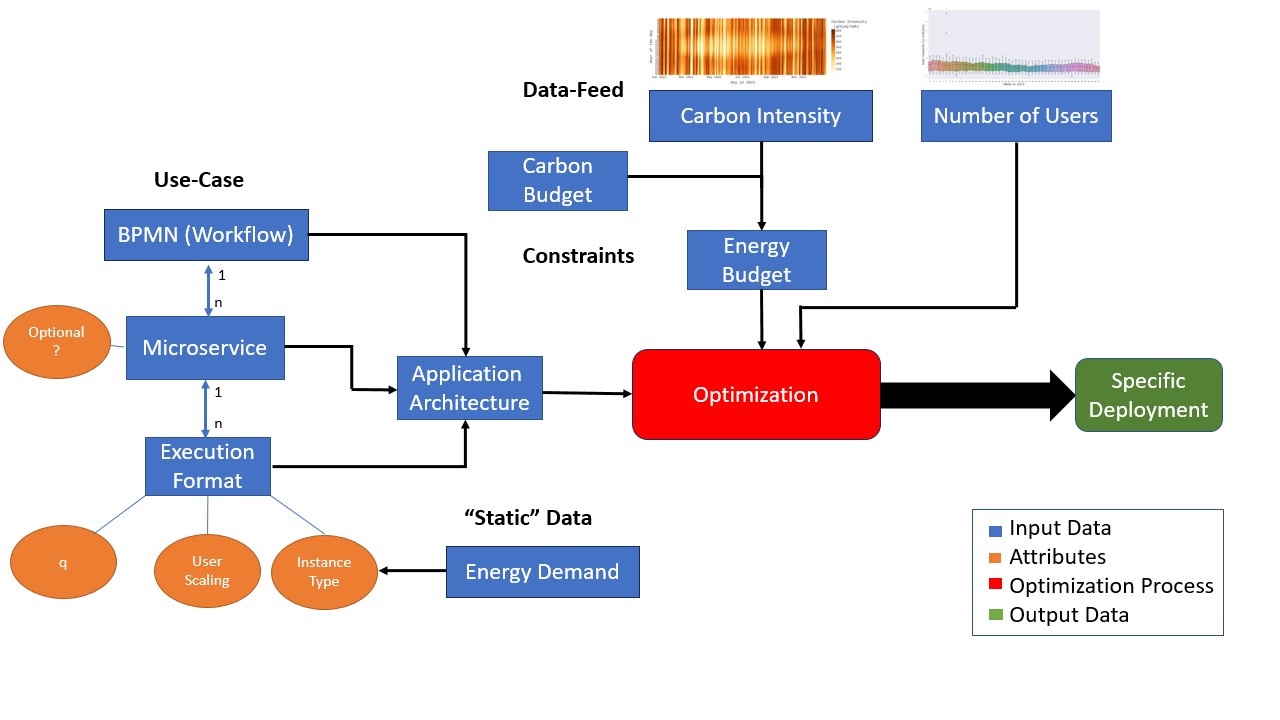 Carbon Intensity
Data-Feed
Carbon Intensity
Number of Users
Carbon
Budget
Use-Case
BPMN (Workflow)
Constraints
Energy
Budget
1
n
Optional
?
Microservice
Application
Architecture
Optimization
Specific
Deployment
1
n
Execution
Format
“Static” Data
q
User
Scaling
Instance
Type
Energy Demand
Input Data
Attributes
Optimization Process
Output Data